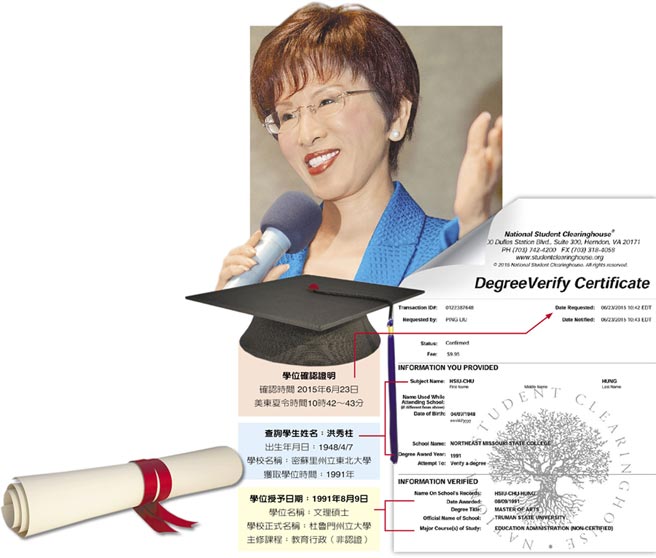 National Student Clearinghouse®
Dulles Station Blvd., Suite 300, Herndon, VA 20171
PH (703) 742-4200 FX (703) 318-4058
www.studentclearinghouse.org
© 2015 National Student Clearinghouse. All rights reserved.
DegreeVerify Certificate
Transaction ID#: 0122387648
Date Requested: 06/23/2015 10:42 EDT
Requested by: PING LIU
Date Notified: 06/23/2015 10:43 EDT
Status: Confirmed
Fee: $9.95
INFORMATION YOU PROVIDED
Subject Name: HSIU-CHU HUNG
First Name Middle Name Last Name
Name Used While
Attending School:
(if different from above)
Date of Birth: 04/07/1948
School Name: NORTHEAST MISSOURI STATE COLLEGE
Degree Award Year: 1991
Attempt To: Verify a degree
INFORMATION VERIFIED
Name On School's Records: HSIU-CHU HUNG
Date Awarded: 08/09/1991
Degree Title: MASTER OF ARTS
Official Name of School: TRUMAN STATE UNIVERSITY
Major Course(s) of Study: EDUCATION ADMINISTRATION (NON-CERTIFIED)
STUDENT CLEARINGHOUSE
NATIONAL
學位確認證明
確認時間 2015年6月23日
美東夏令時間10時42～43分
查詢學生姓名：洪秀柱
出生年月日：1948/4/7
學校名稱：密蘇里州立東北大學
獲取學位時間：1991年
學位授予日期：1991年8月9日
學位名稱：文理碩士
學校正式名稱：杜魯門州立大學
主修課程：教育行政（非認證）